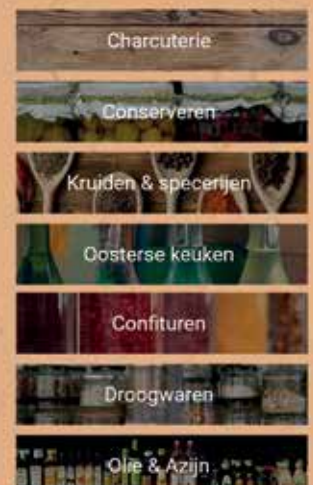 Charcuterie
Conserveren
Kruiden & specerijen
Oosterse keuken
Confituren
Droogwaren
Olie & Azijn